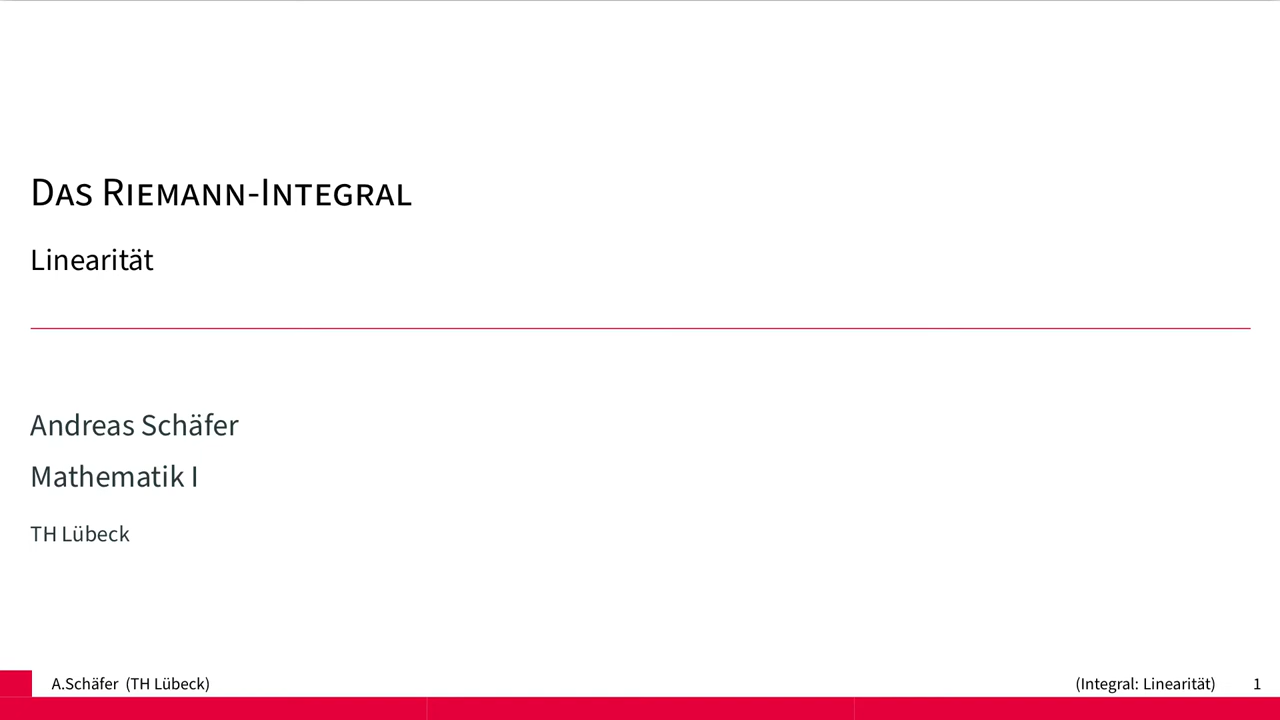 Das Riemann-Integral
Linearität
Andreas Schäfer
Mathematik I
TH Lübeck
A.Schäfer (TH Lübeck)
(Integral: Linearität) 1